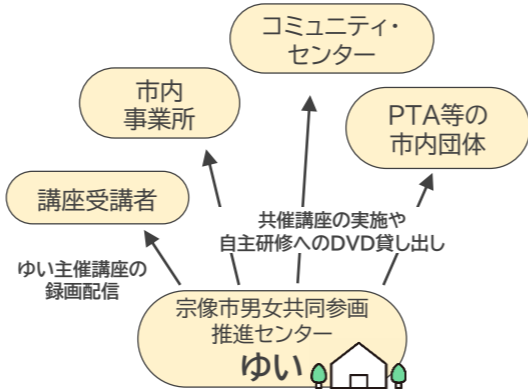 コミュニティ・
センター
市内
事業所
PTA等の
市内団体
講座受講者
共催講座の実施や
自主研修へのDVD貸し出し
ゆい主催講座の
録画配信
宗像市男女共同参画
推進センター
ゆい